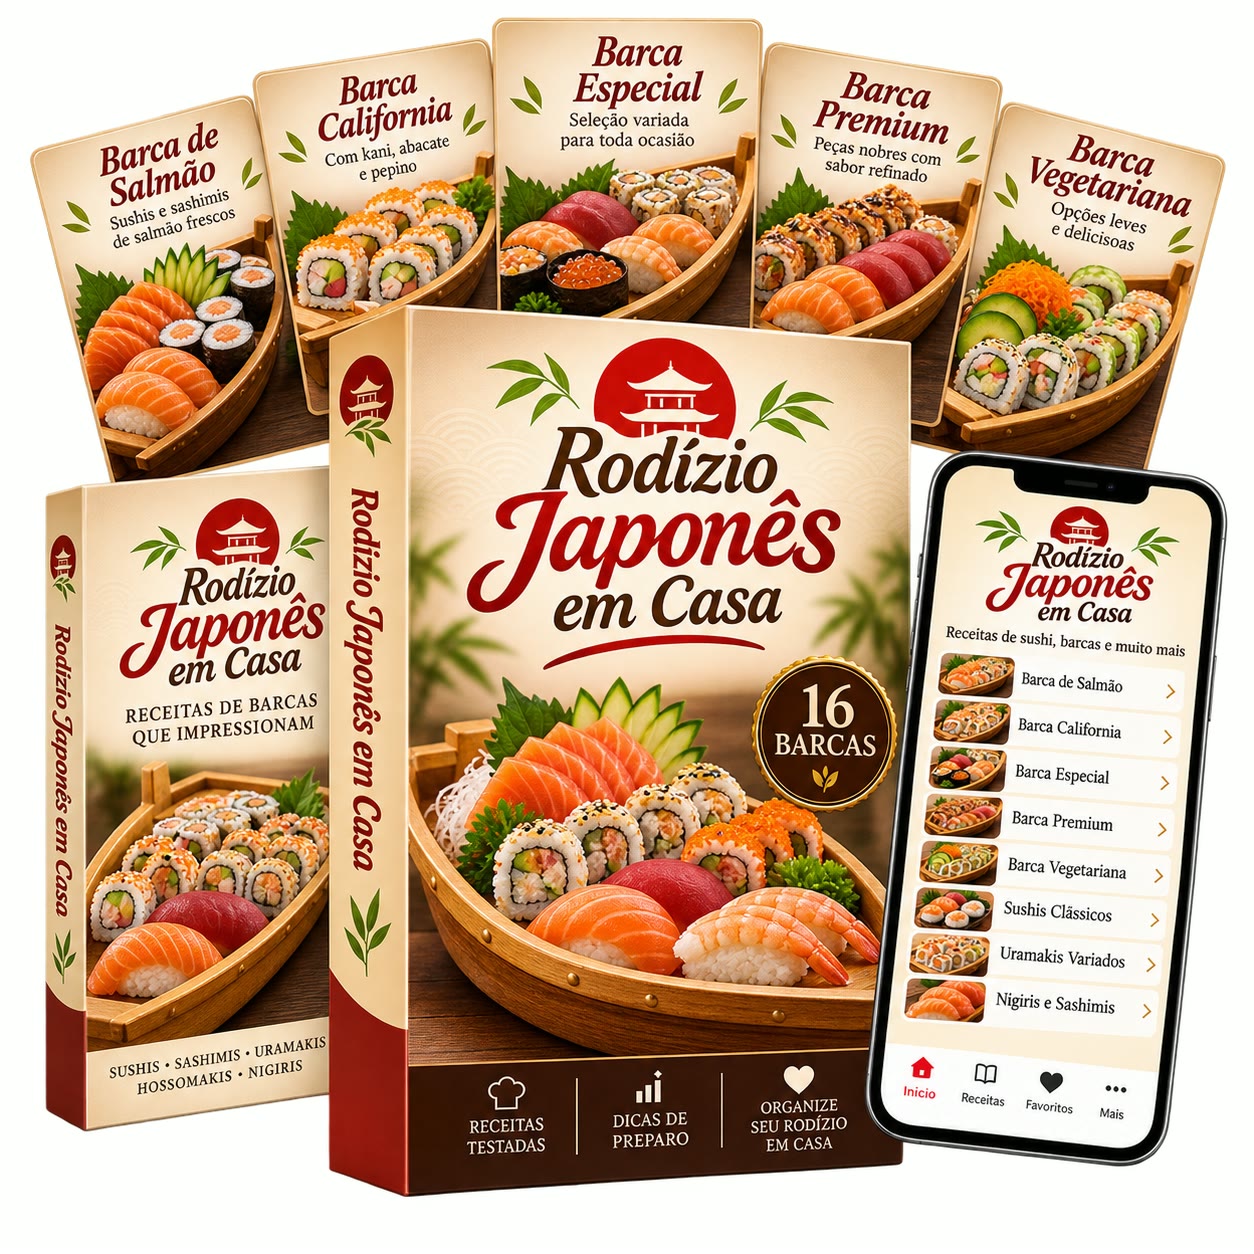 Barca de
Salmão
Sushis e sashimis
de salmão frescos
Barca
California
Com kani, abacate
e pepino
Barca
Especial
Seleção variada
para toda ocasião
Barca
Premium
Peças nobres com
sabor refinado
Barca
Vegetariana
Opções leves
e delicisoas
Rodizio Japonês em Casa
Rodízio
Japonês
em Casa
RECEITAS DE BARCAS
QUE IMPRESSIONAM
SUSHIS • SASHIMIS • URAMAKIS
HOSSOMAKIS • NIGIRIS
Rodizio Japonês em Casa
Rodízio
Japonês
em Casa
16
BARCAS
RECEITAS
TESTADAS
DICAS DE
PREPARO
ORGANIZE
SEU RODÍZIO
EM CASA
Rodízio
Japonês
em Casa
Receitas de sushi, barcas e muito mais
Barca de Salmão
Barca California
Barca Especial
Barca Premium
Barca Vegetariana
Sushis Clãssicos
Uramakis Variados
Nigiris e Sashimis
Inicio
Receitas
Favoritos
Mais